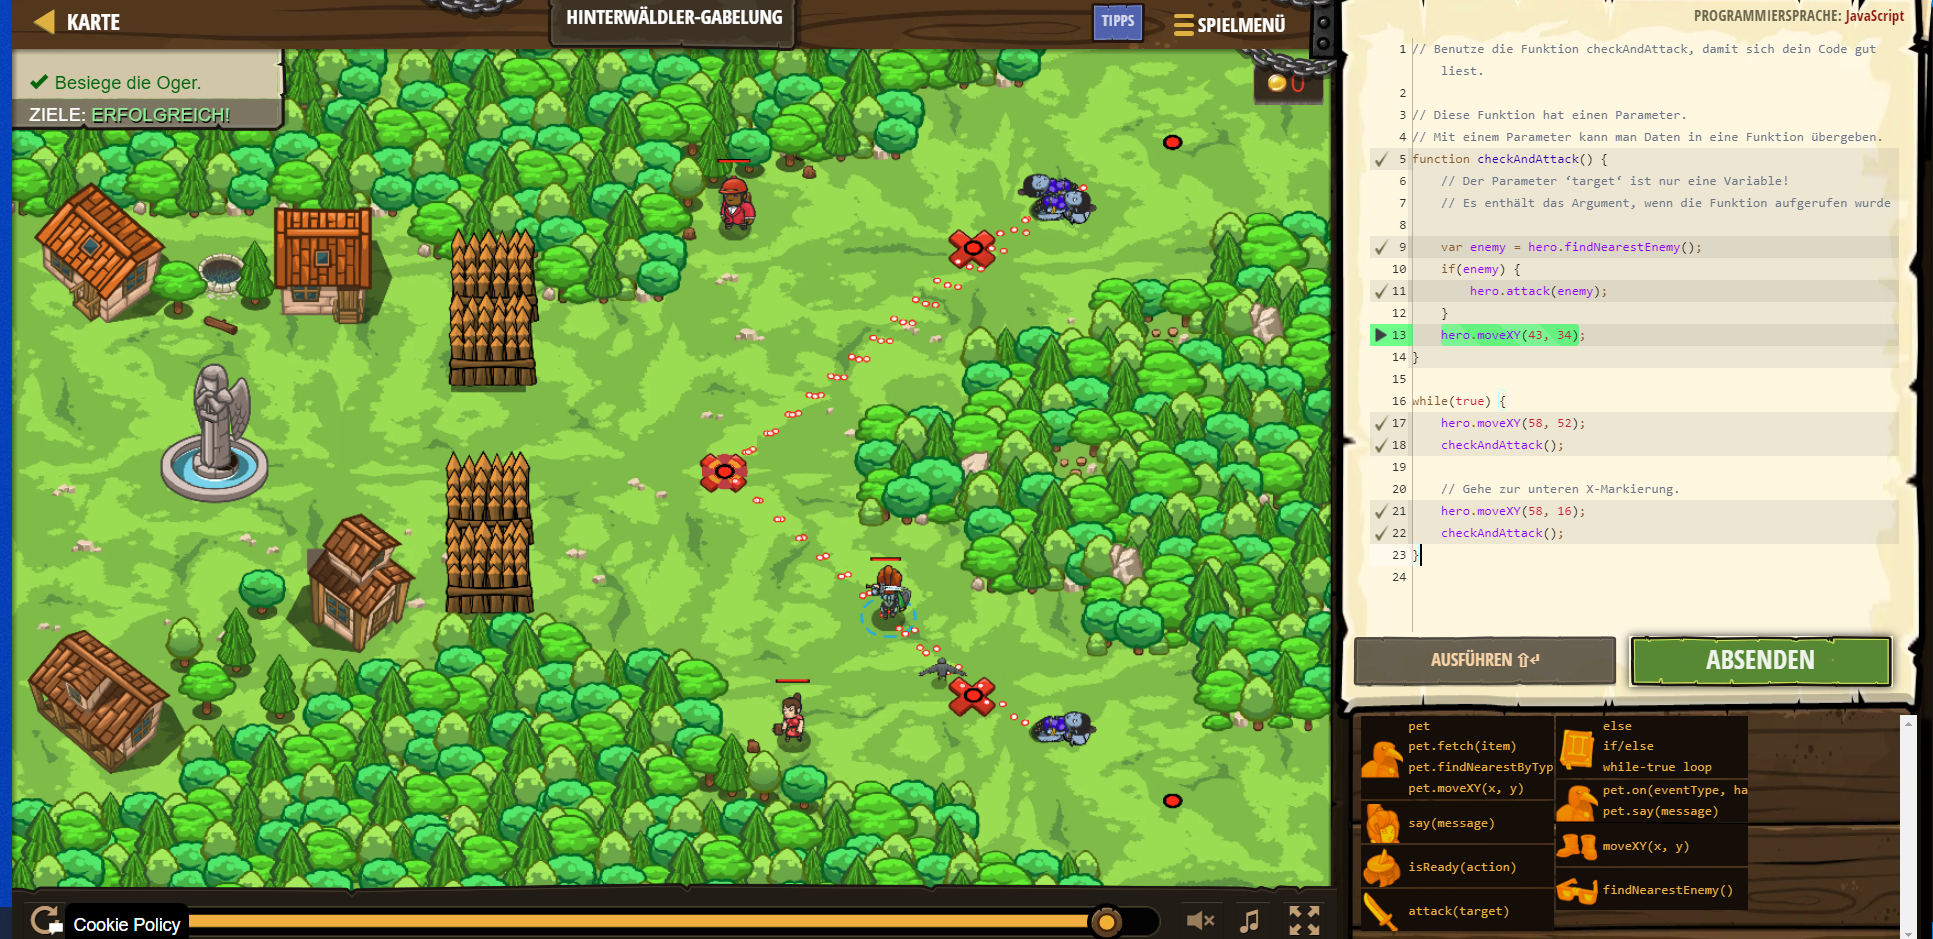 KARTE
HINTERWÄLDLER-GABELUNG
TIPPS
SPIELMENÜ
Besiege die Oger.
ZIELE: ERFOLGREICH!
0
PROGRAMMIERSPRACHE: JavaScript
1 // Benutze die Funktion checkAndAttack, damit sich dein Code gut
liest.
2
3 // Diese Funktion hat einen Parameter.
4 // Mit einem Parameter kann man Daten in eine Funktion übergeben.
5 function checkAndAttack() {
6 // Der Parameter ‘target‘ ist nur eine Variable!
7 // Es enthält das Argument, wenn die Funktion aufgerufen wurde
8
9 var enemy = hero.findNearestEnemy();
10 if(enemy) {
11 hero.attack(enemy);
12 }
13 hero.moveXY(43, 34);
14 }
15
16 while(true) {
17 hero.moveXY(58, 52);
18 checkAndAttack();
19
20 // Gehe zur unteren X-Markierung.
21 hero.moveXY(58, 16);
22 checkAndAttack();
23 }
24
AUSFÜHREN ⇧↵
ABSENDEN
pet
pet.fetch(item)
pet.findNearestByTyp
pet.moveXY(x, y)
say(message)
isReady(action)
attack(target)
else
if/else
while-true loop
pet.on(eventType, ha
pet.say(message)
moveXY(x, y)
findNearestEnemy()
Cookie Policy